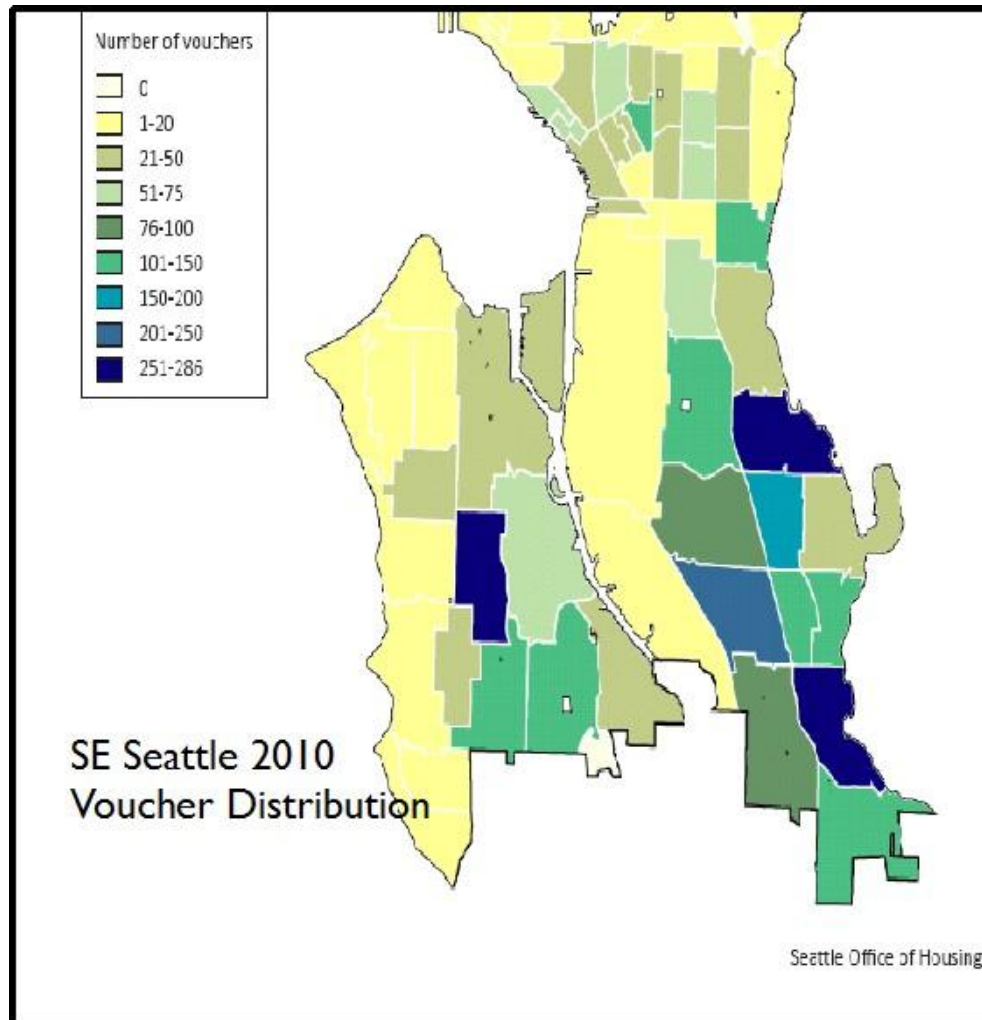 Number of vouchers
0
1-20
21-50
51-75
76-100
101-150
150-200
201-250
251-286
SE Seattle 2010
Voucher Distribution
Seattle Office of Housing